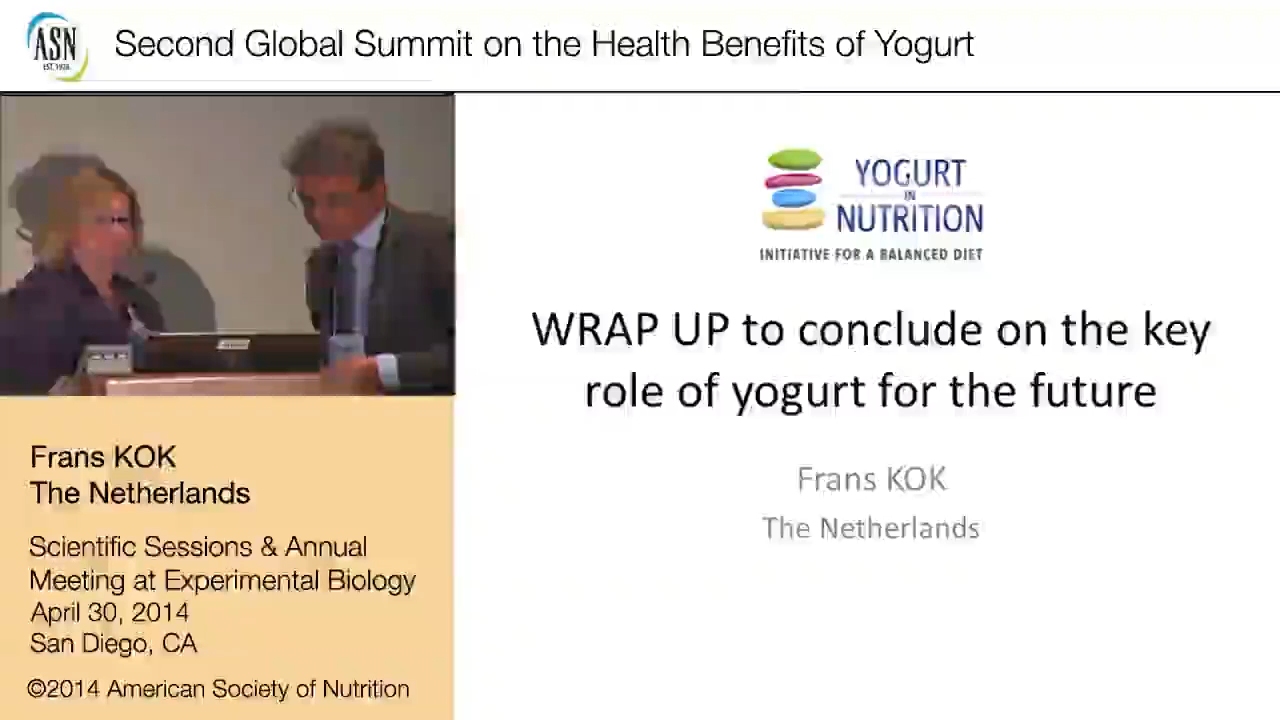 ASN
EST. 1928
Second Global Summit on the Health Benefits of Yogurt
YOGURT
IN
NUTRITION
INITIATIVE FOR A BALANCED DIET
WRAP UP to conclude on the key
role of yogurt for the future
Frans KOK
The Netherlands
Frans KOK
The Netherlands
Scientific Sessions & Annual
Meeting at Experimental Biology
April 30, 2014
San Diego, CA
©2014 American Society of Nutrition